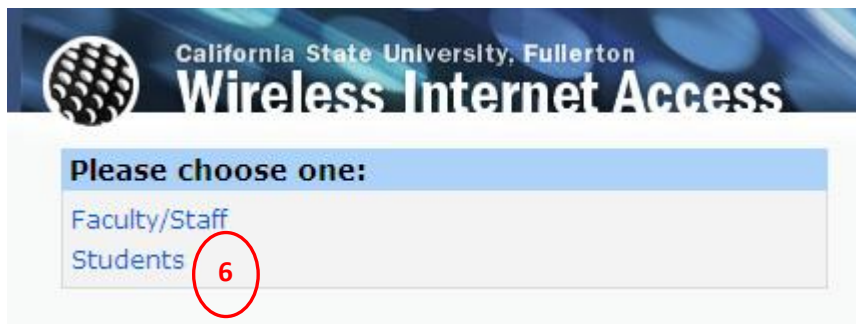 California State University, Fullerton
Wireless Internet Access
Please choose one:
Faculty/Staff
Students
6